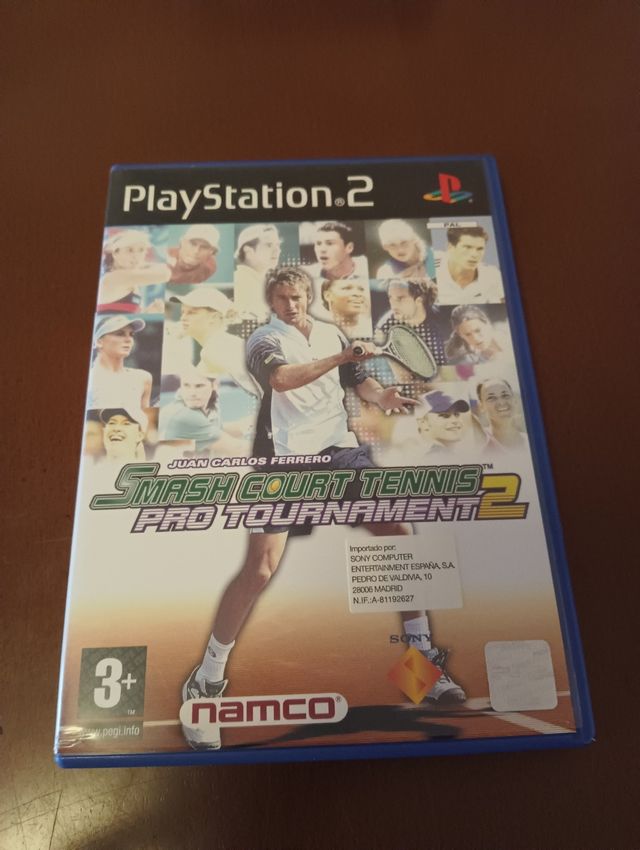 PlayStation®2
PAL
JUAN CARLOS FERRERO
SMASH COURT TENNIS™
PRO TOURNAMENT 2
Importado por:
SONY COMPUTER
ENTERTAINMENT ESPAÑA, S.A.
PEDRO DE VALDIVIA, 10
28006 MADRID
N.I.F.:A-81192627
SONY
3+
TM
www.pegi.info
namco®